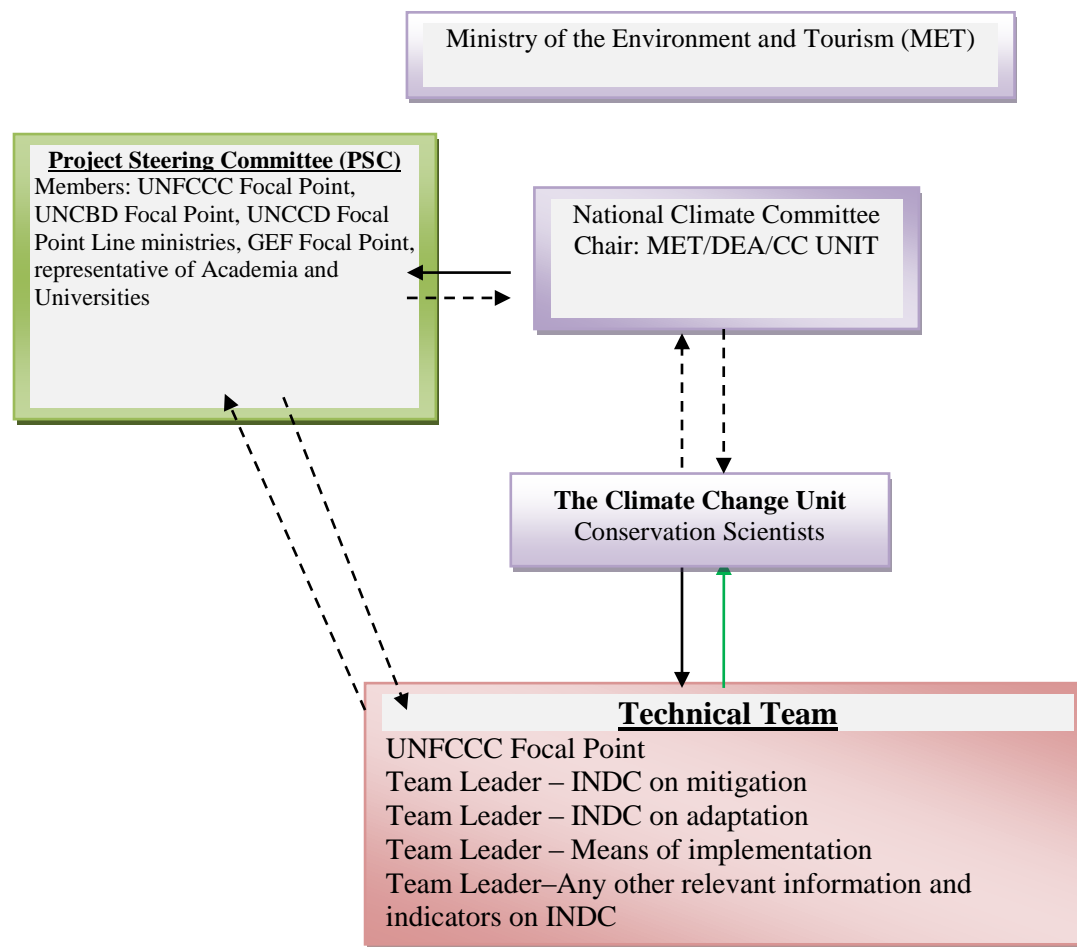 Ministry of the Environment and Tourism (MET)
Project Steering Committee (PSC)
Members: UNFCCC Focal Point,
UNCBD Focal Point, UNCCD Focal
Point Line ministries, GEF Focal Point,
representative of Academia and
Universities
National Climate Committee
Chair: MET/DEA/CC UNIT
The Climate Change Unit
Conservation Scientists
Technical Team
UNFCCC Focal Point
Team Leader – INDC on mitigation
Team Leader – INDC on adaptation
Team Leader – Means of implementation
Team Leader–Any other relevant information and
indicators on INDC